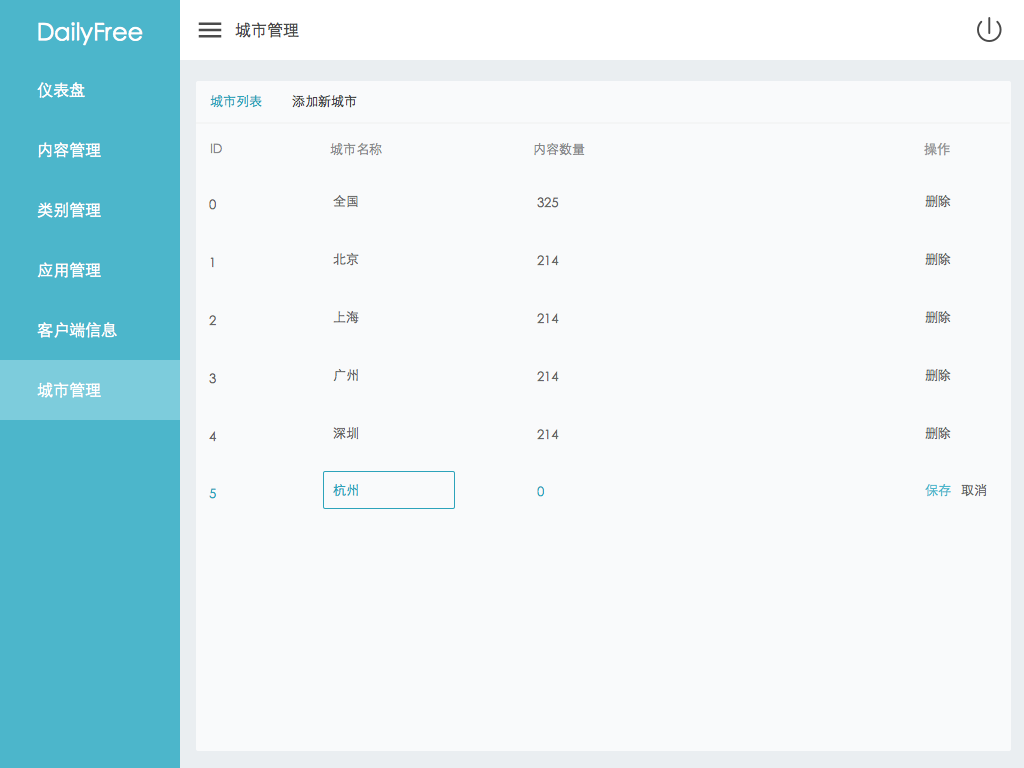 DailyFree
城市管理
仪表盘
内容管理
类别管理
应用管理
客户端信息
城市管理
城市列表 添加新城市
ID 城市名称 内容数量 操作
0 全国 325 删除
1 北京 214 删除
2 上海 214 删除
3 广州 214 删除
4 深圳 214 删除
5 杭州 0 保存 取消